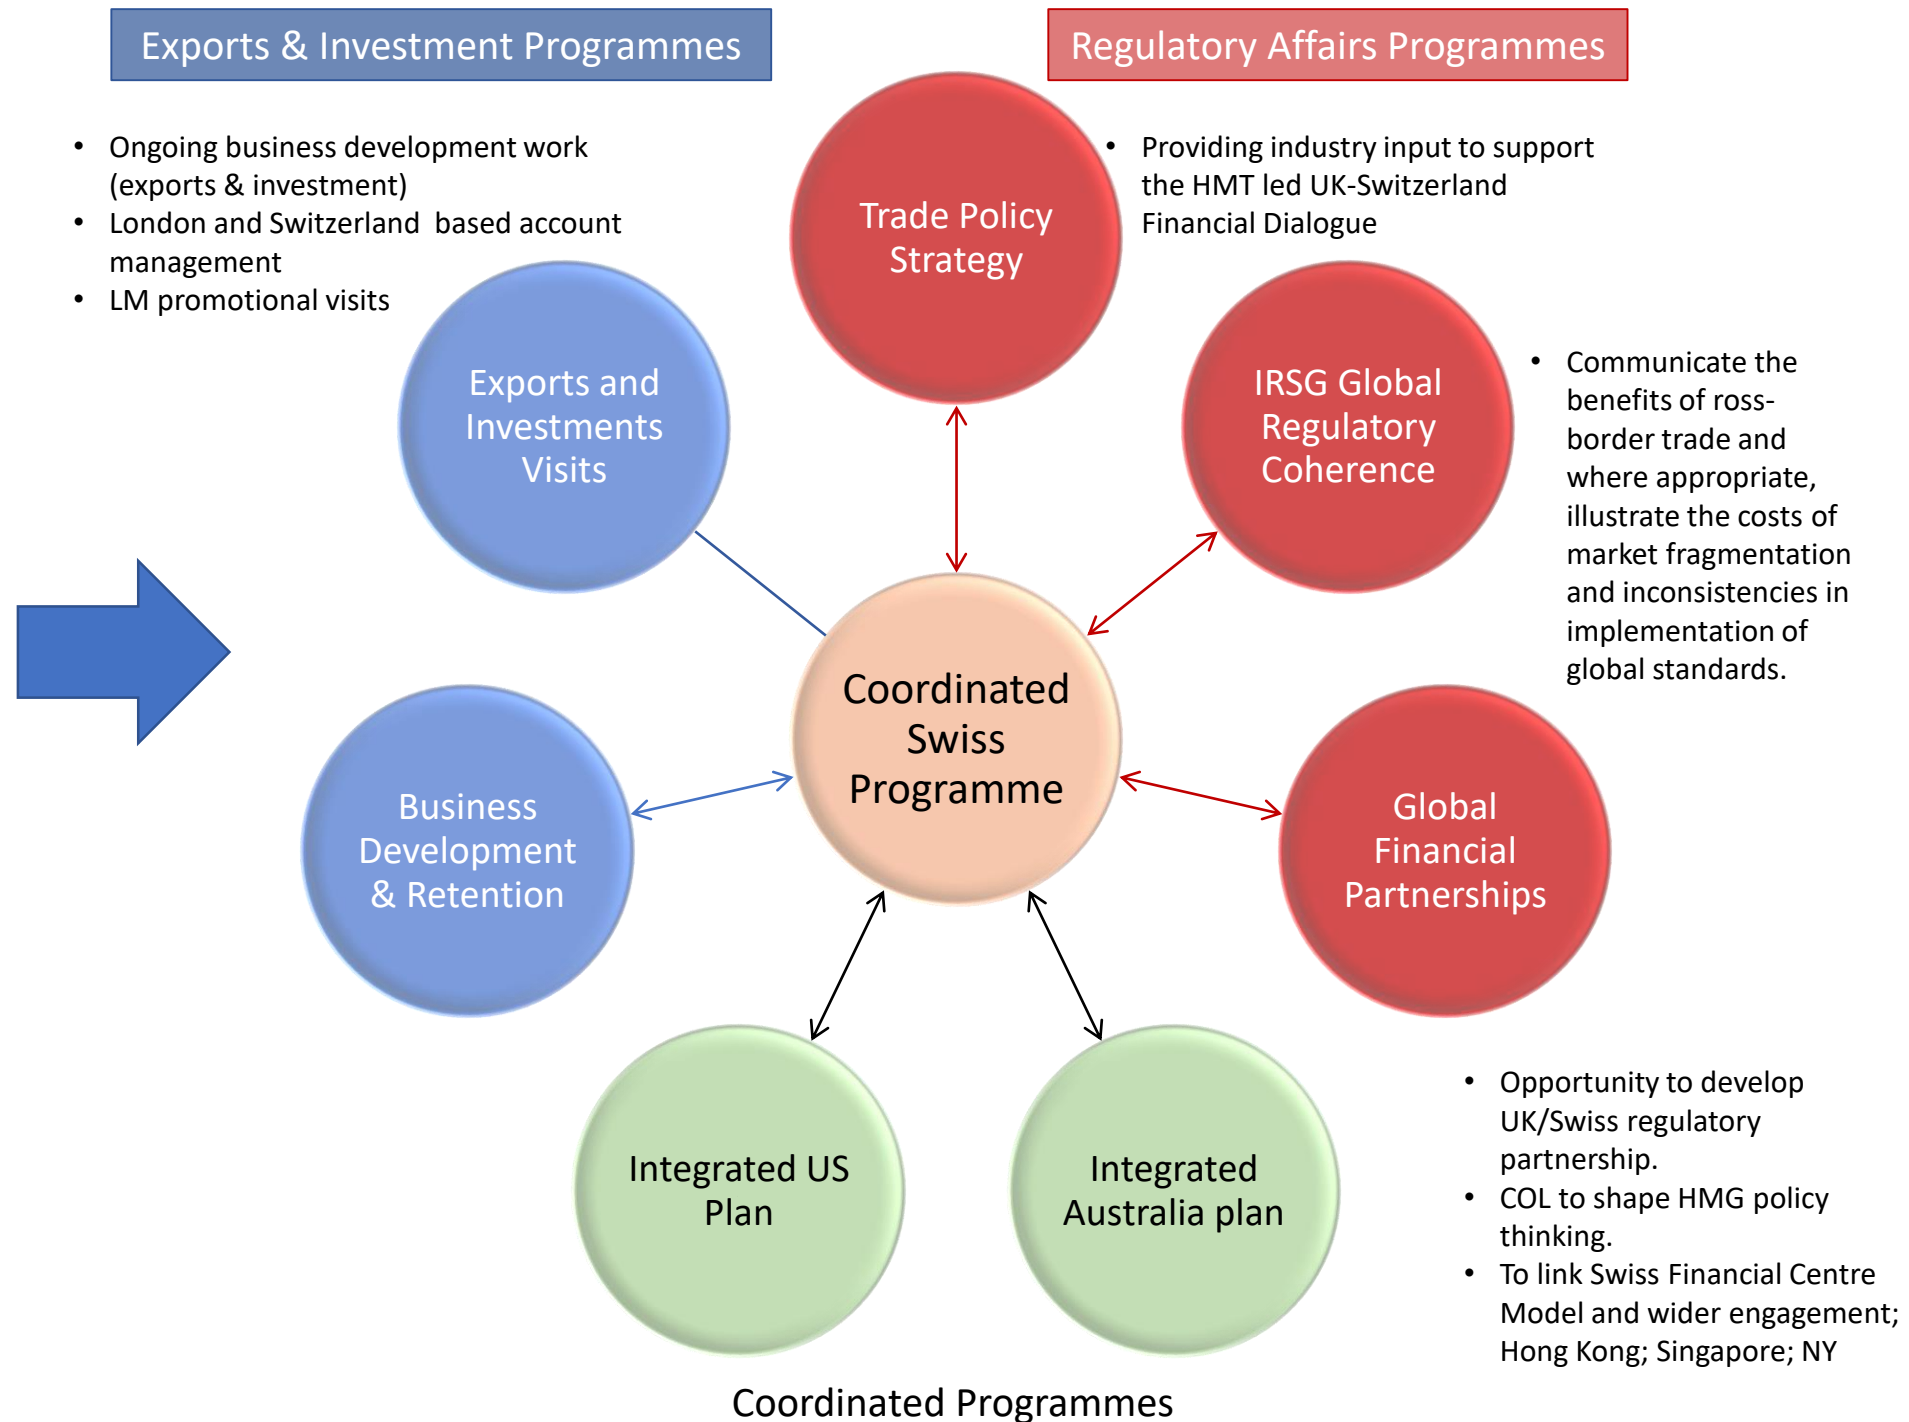 Exports & Investment Programmes
Regulatory Affairs Programmes
• Ongoing business development work
(exports & investment)
• London and Switzerland  based account
management
• LM promotional visits
• Providing industry input to support
the HMT led UK-Switzerland
Financial Dialogue
Trade Policy
Strategy
Exports and
Investments
Visits
IRSG Global
Regulatory
Coherence
• Communicate the
benefits of ross-
border trade and
where appropriate,
illustrate the costs of
market fragmentation
and inconsistencies in
implementation of
global standards.
Coordinated
Swiss
Programme
Business
Development
& Retention
Global
Financial
Partnerships
Integrated US
Plan
Integrated
Australia plan
• Opportunity to develop
UK/Swiss regulatory
partnership.
• COL to shape HMG policy
thinking.
• To link Swiss Financial Centre
Model and wider engagement;
Hong Kong; Singapore; NY
Coordinated Programmes